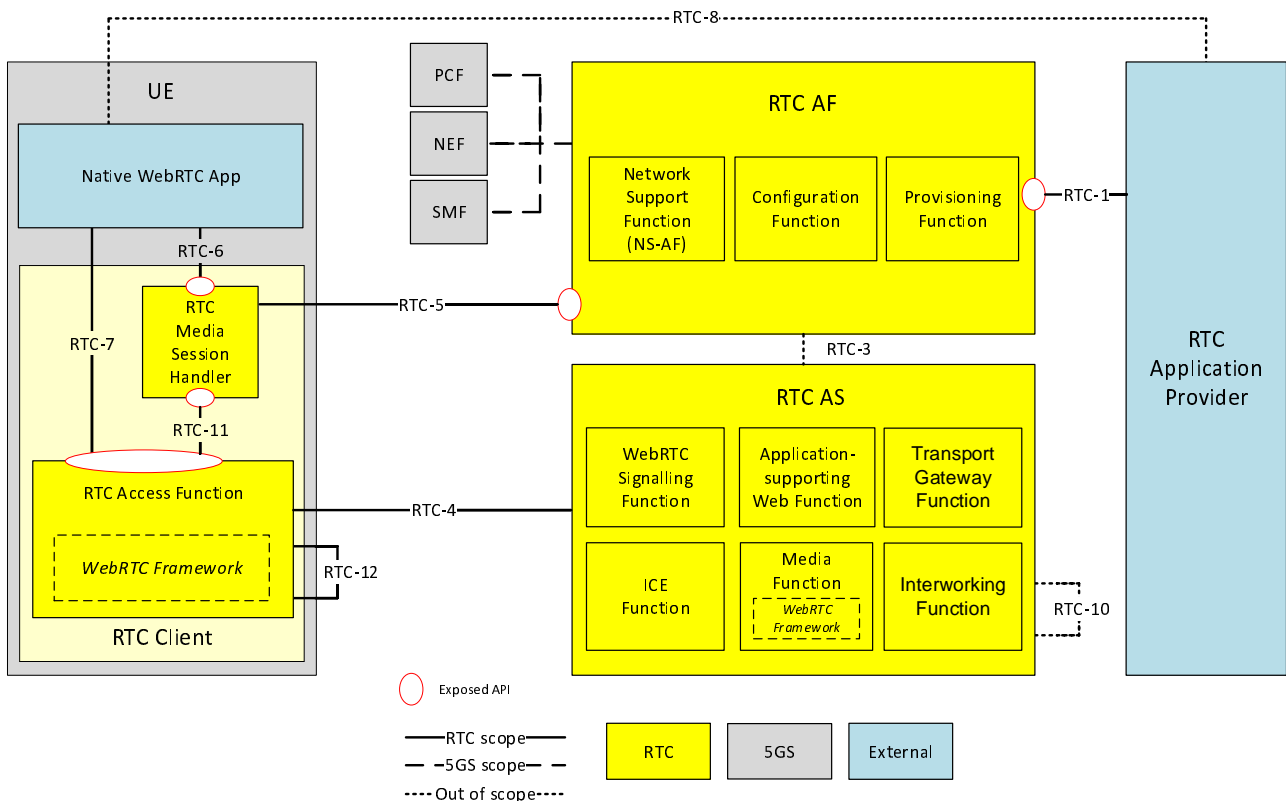 RTC-8
UE
Native WebRTC App
PCF
NEF
SMF
RTC AF
Network
Support
Function
(NS-AF)
Configuration
Function
Provisioning
Function
RTC-1
RTC
Application
Provider
RTC-6
RTC
Media
Session
Handler
RTC-7
RTC-5
RTC-3
RTC-11
RTC Access Function
WebRTC Framework
RTC-12
RTC Client
RTC-4
RTC AS
WebRTC
Signalling
Function
Application-
supporting
Web Function
Transport
Gateway
Function
ICE
Function
Media
Function
WebRTC
Framework
Interworking
Function
RTC-10
Exposed API
RTC scope
5GS scope
Out of scope
RTC
5GS
External